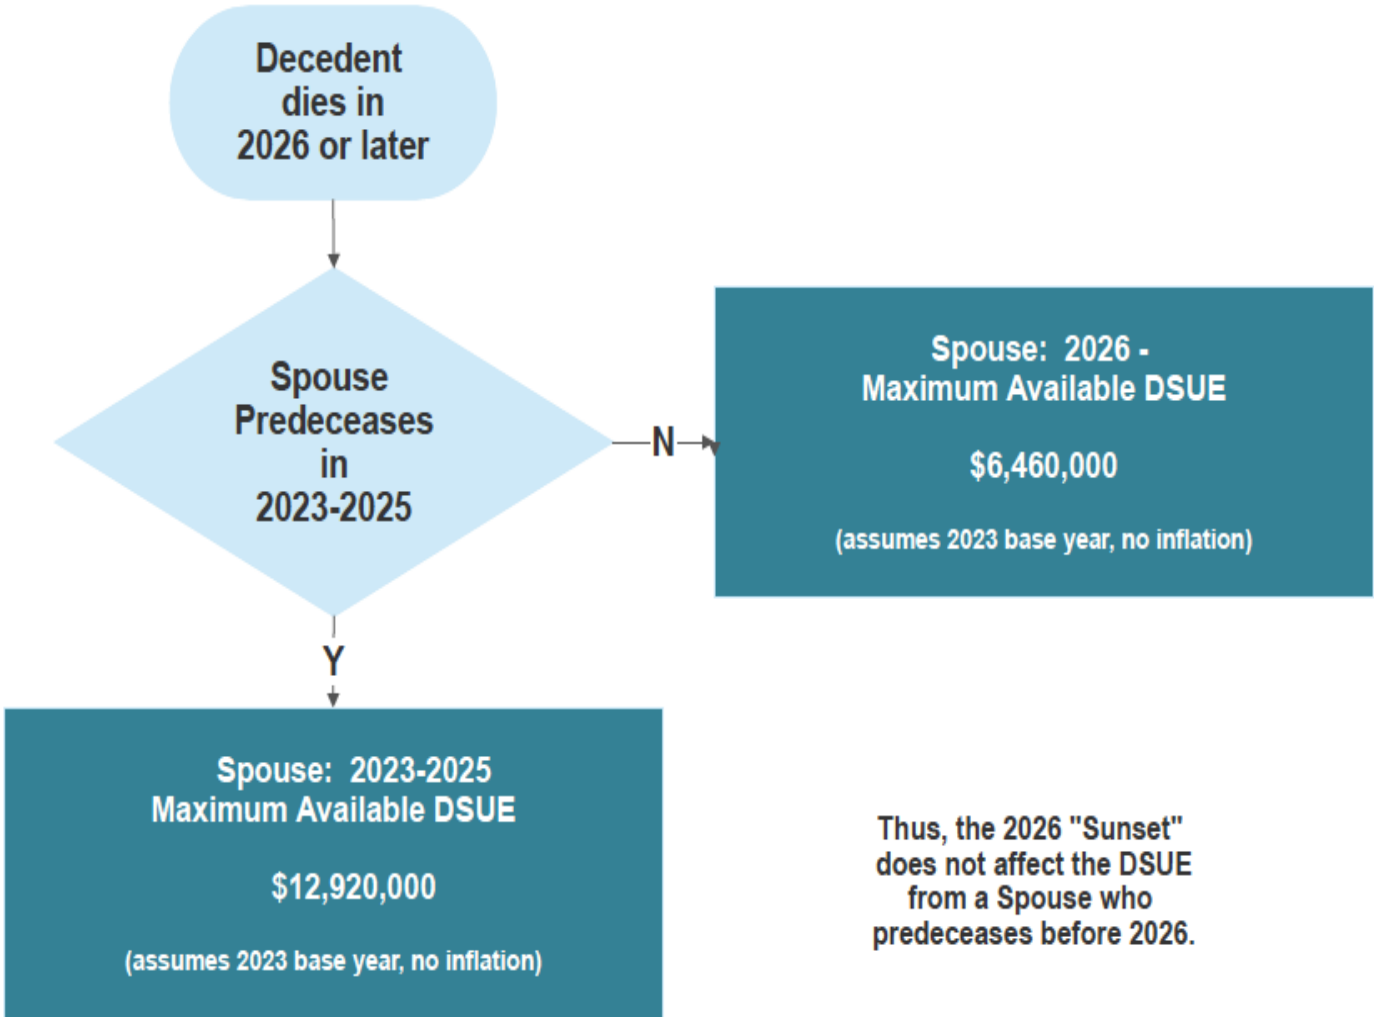 Decedent
dies in
2026 or later
Spouse
Predeceases
in
2023-2025
N
Spouse: 2026 -
Maximum Available DSUE
$6,460,000
(assumes 2023 base year, no inflation)
Y
Spouse: 2023-2025
Maximum Available DSUE
$12,920,000
(assumes 2023 base year, no inflation)
Thus, the 2026 "Sunset"
does not affect the DSUE
from a Spouse who
predeceases before 2026.